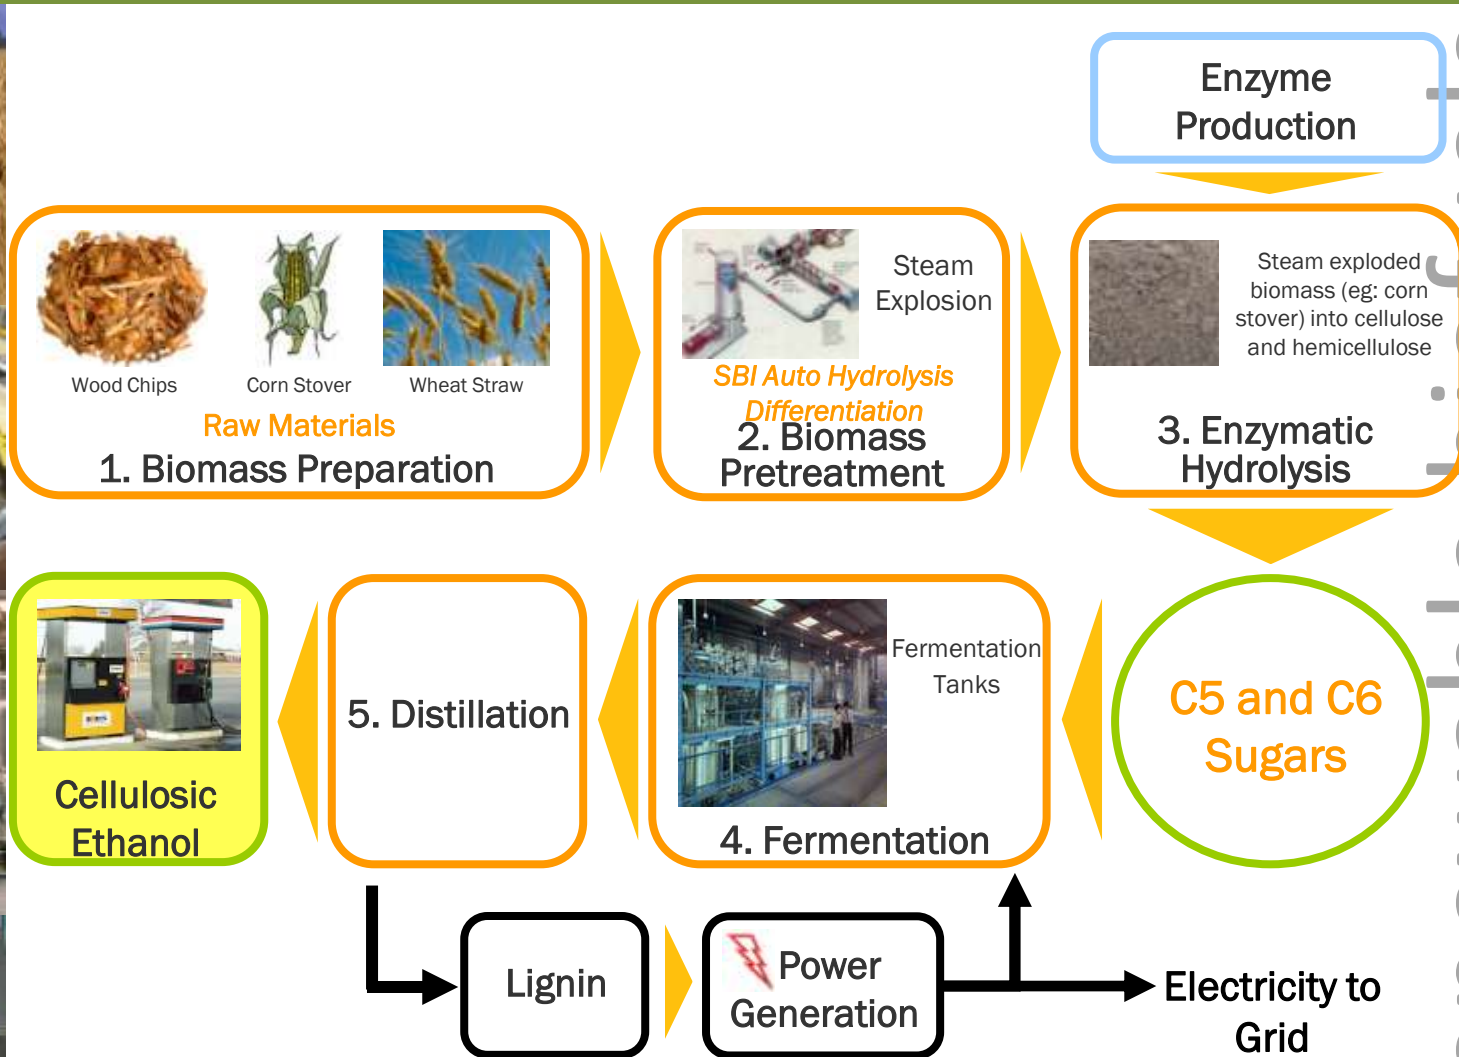 Enzyme
Production
Wood Chips
Corn Stover
Wheat Straw
Raw Materials
1. Biomass Preparation
Steam
Explosion
SBI Auto Hydrolysis
Differentiation
2. Biomass
Pretreatment
Steam exploded
biomass (eg: corn
stover) into cellulose
and hemicellulose
3. Enzymatic
Hydrolysis
C5 and C6
Sugars
Fermentation
Tanks
4. Fermentation
5. Distillation
Cellulosic
Ethanol
Lignin
Power
Generation
Electricity to
Grid